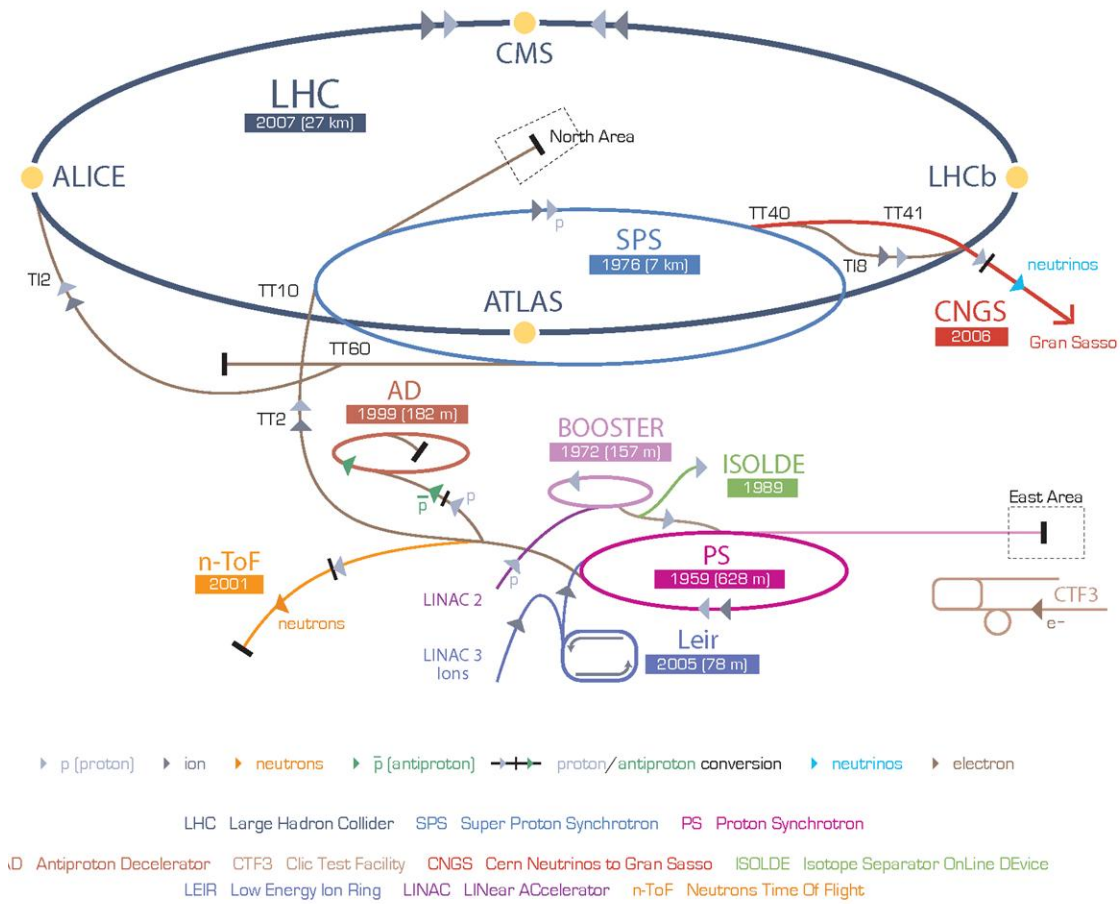 CMS
LHC
2007 (27 km)
North Area
ALICE
LHCb
TT40
TT41
p
SPS
1976 (7 km)
TI8
neutrinos
TI2
TT10
ATLAS
CNGS
2006
Gran Sasso
TT60
AD
1999 (182 m)
TT2
BOOSTER
1972 (157 m)
ISOLDE
1989
p̅
p
East Area
n-ToF
2001
p
PS
1959 (628 m)
LINAC 2
neutrons
CTF3
e-
LINAC 3
Ions
Leir
2005 (78 m)
p (proton) ion neutrons p̅ (antiproton) proton/antiproton conversion neutrinos electron
LHC Large Hadron Collider SPS Super Proton Synchrotron PS Proton Synchrotron
AD Antiproton Decelerator CTF3 Clic Test Facility CNGS Cern Neutrinos to Gran Sasso ISOLDE Isotope Separator OnLine DEvice
LEIR Low Energy Ion Ring LINAC LINear ACcelerator n-ToF Neutrons Time Of Flight